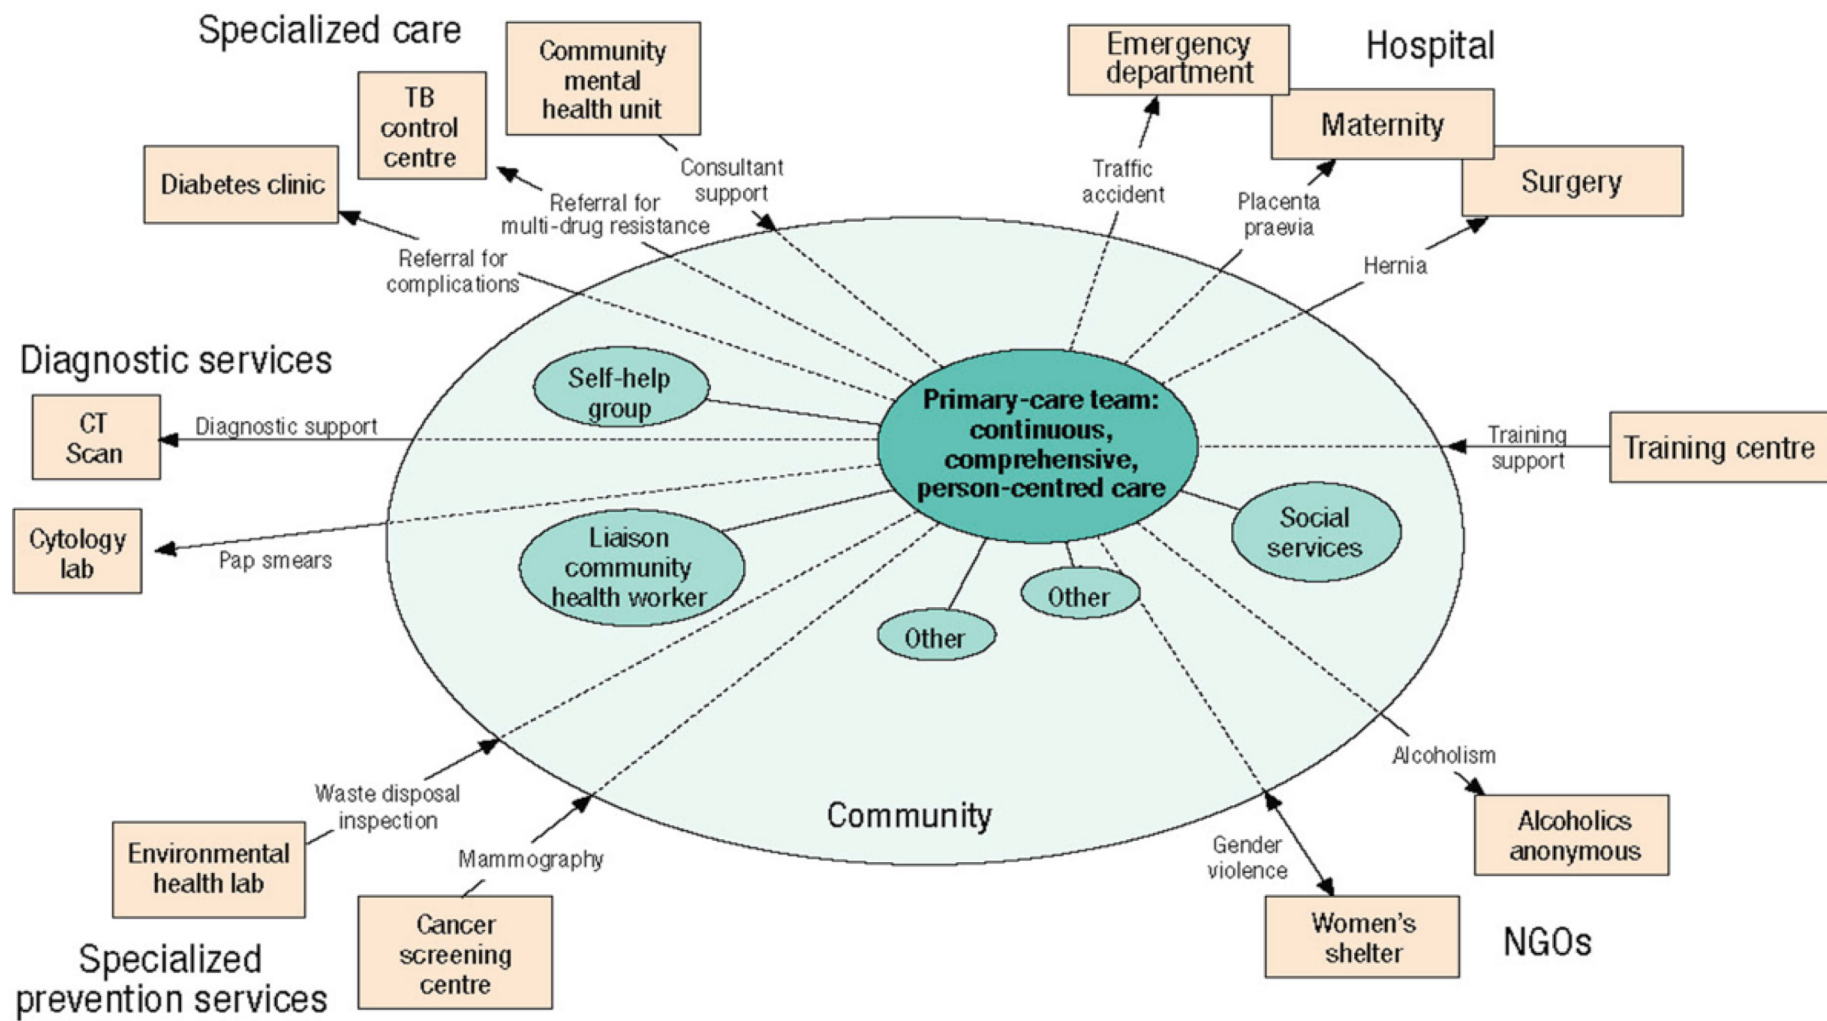 Specialized care
Community
mental
health unit
TB
control
centre
Diabetes clinic
Consultant
support
Referral for
multi-drug resistance
Referral for
complications
Emergency
department
Hospital
Maternity
Surgery
Traffic
accident
Placenta
praevia
Hernia
Diagnostic services
CT
Scan
Diagnostic support
Cytology
lab
Pap smears
Self-help
group
Primary-care team:
continuous,
comprehensive,
person-centred care
Training
support
Training centre
Liaison
community
health worker
Social
services
Other
Other
Community
Waste disposal
inspection
Environmental
health lab
Mammography
Cancer
screening
centre
Specialized
prevention services
Alcoholism
Alcoholics
anonymous
Gender
violence
Women's
shelter
NGOs